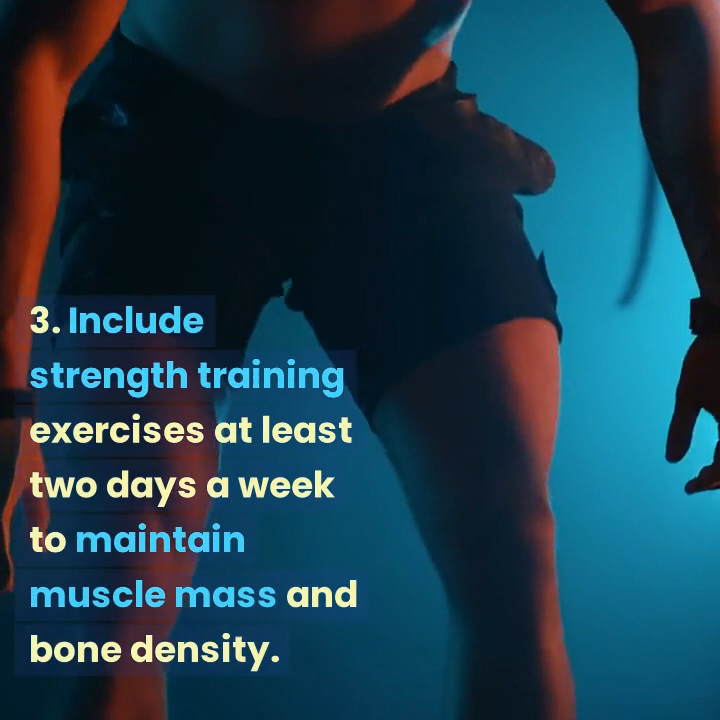 3. Include
strength training
exercises at least
two days a week
to maintain
muscle mass and
bone density.